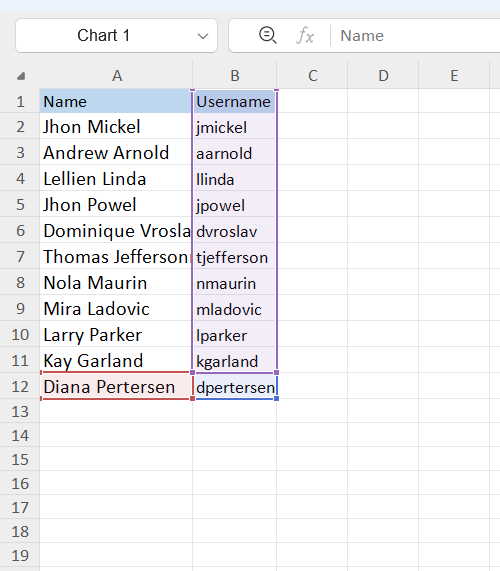 Chart 1 fx Name
A B C D E
1 Name Username
2 Jhon Mickel jmickel
3 Andrew Arnold aarnold
4 Lellien Linda llinda
5 Jhon Powel jpowel
6 Dominique Vrosla dvroslav
7 Thomas Jefferson tjefferson
8 Nola Maurin nmaurin
9 Mira Ladovic mladovic
10 Larry Parker lparker
11 Kay Garland kgarland
12 Diana Pertersen dpertersen
13
14
15
16
17
18
19